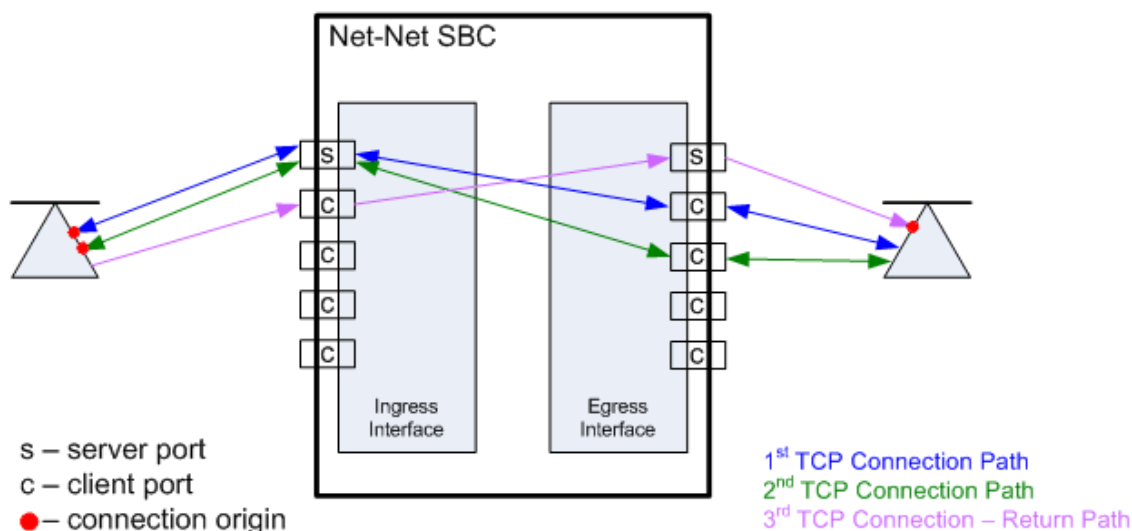 Net-Net SBC
S
C
C
C
C
S
C
C
C
C
Ingress
Interface
Egress
Interface
s – server port
c – client port
– connection origin
1st TCP Connection Path
2nd TCP Connection Path
3rd TCP Connection – Return Path